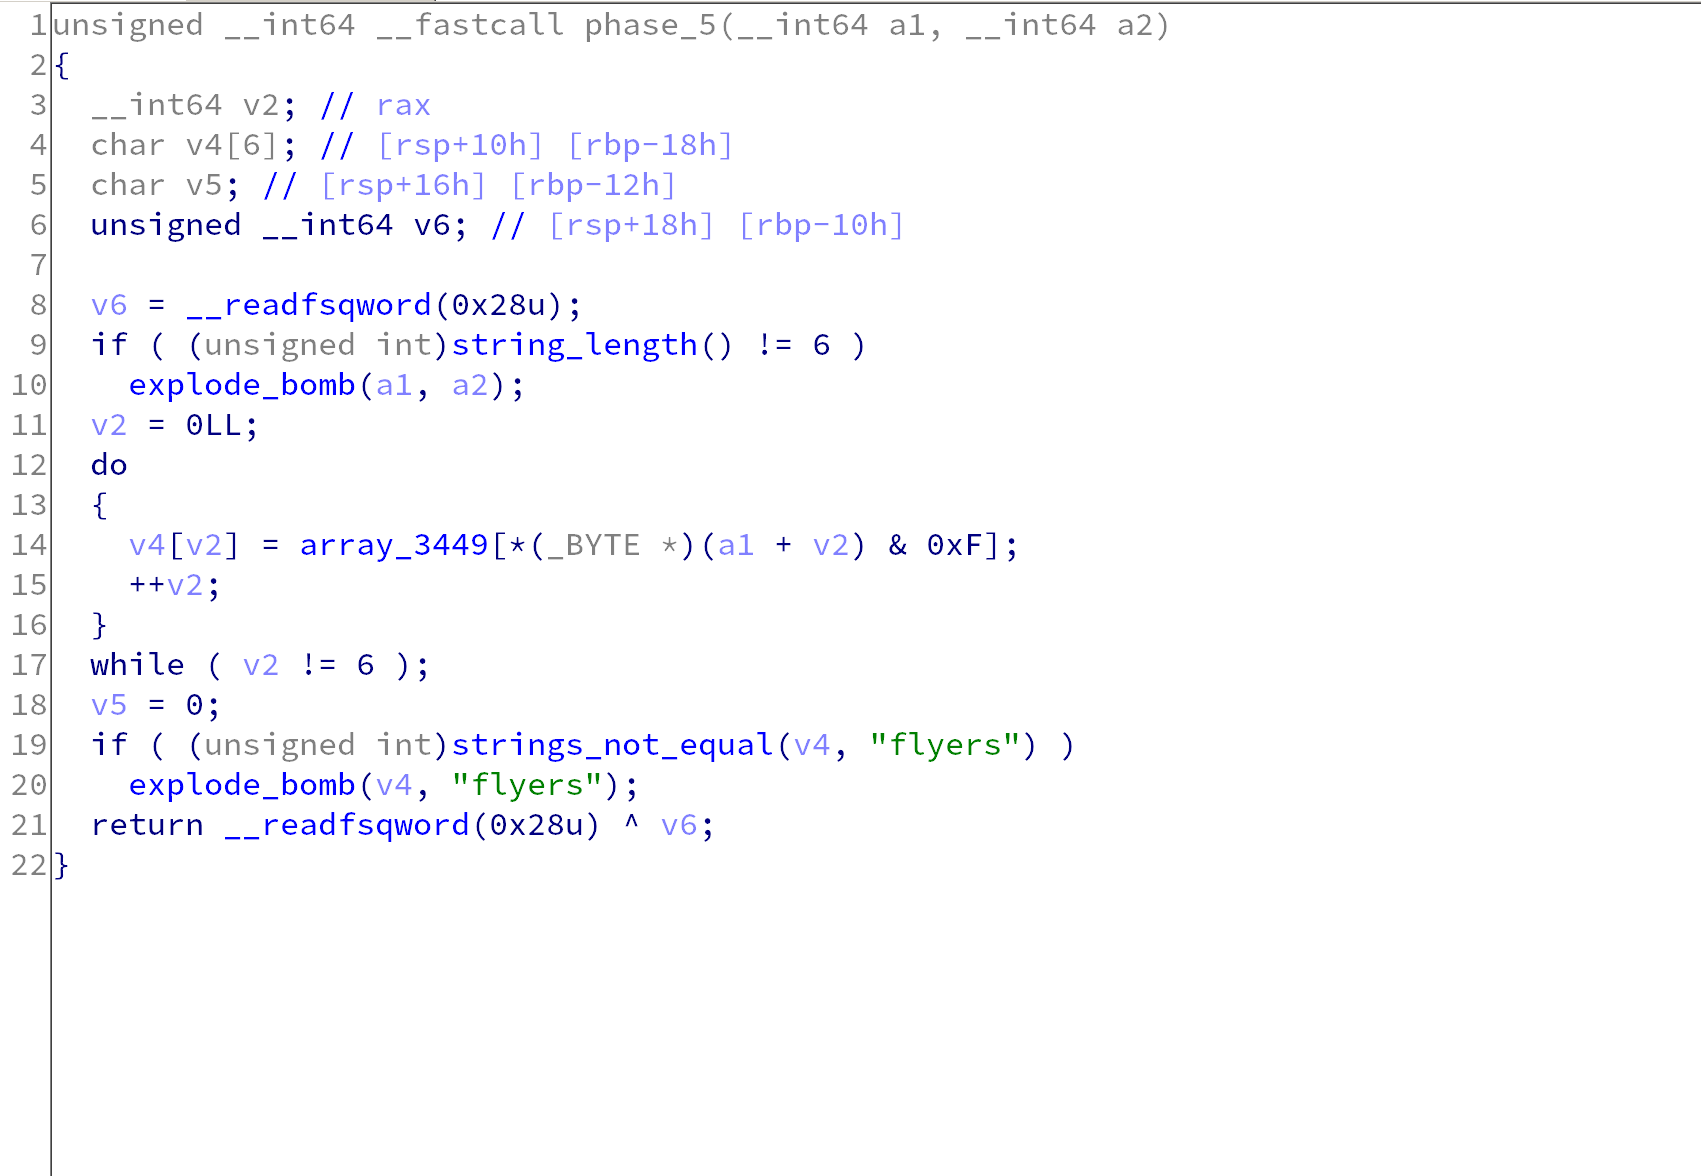 1 unsigned __int64 __fastcall phase_5(__int64 a1, __int64 a2)
2 {
3   __int64 v2; // rax
4   char v4[6]; // [rsp+10h] [rbp-18h]
5   char v5; // [rsp+16h] [rbp-12h]
6   unsigned __int64 v6; // [rsp+18h] [rbp-10h]
7
8   v6 = __readfsqword(0x28u);
9   if ( (unsigned int)string_length() != 6 )
10     explode_bomb(a1, a2);
11   v2 = 0LL;
12   do
13   {
14     v4[v2] = array_3449[*(_BYTE *)(a1 + v2) & 0xF];
15     ++v2;
16   }
17   while ( v2 != 6 );
18   v5 = 0;
19   if ( (unsigned int)strings_not_equal(v4, "flyers") )
20     explode_bomb(v4, "flyers");
21   return __readfsqword(0x28u) ^ v6;
22 }